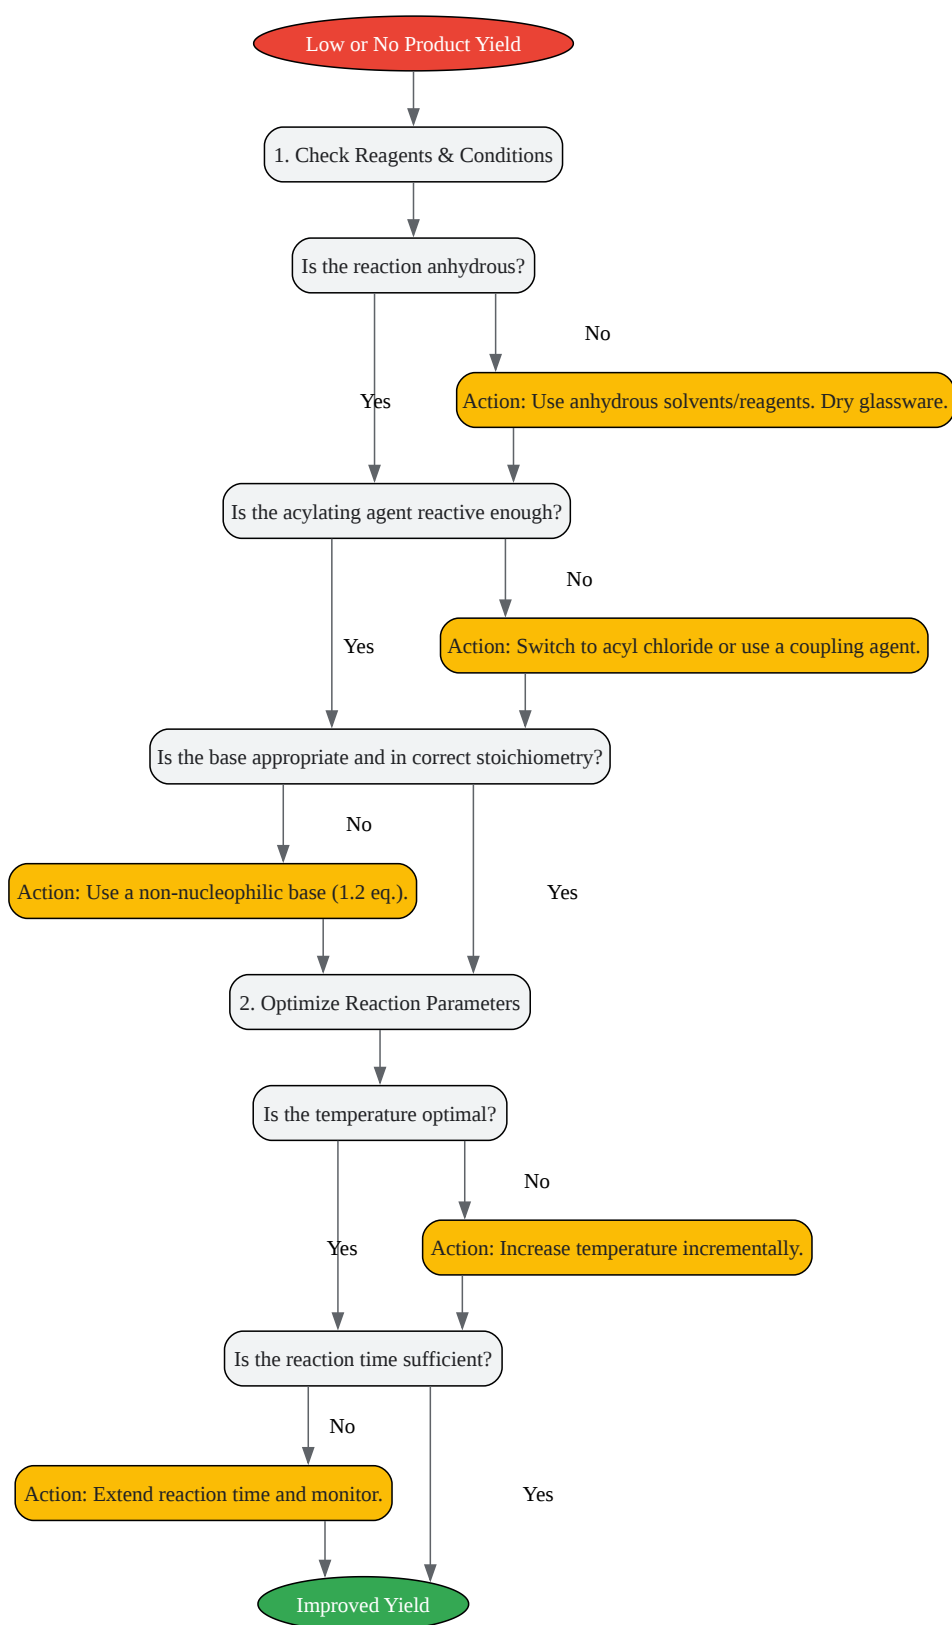 Low or No Product Yield
1. Check Reagents & Conditions
Is the reaction anhydrous?
No
Yes
Action: Use anhydrous solvents/reagents. Dry glassware.
Is the acylating agent reactive enough?
No
Yes
Action: Switch to acyl chloride or use a coupling agent.
Is the base appropriate and in correct stoichiometry?
No
Action: Use a non-nucleophilic base (1.2 eq.).
Yes
2. Optimize Reaction Parameters
Is the temperature optimal?
No
Yes
Action: Increase temperature incrementally.
Is the reaction time sufficient?
No
Action: Extend reaction time and monitor.
Yes
Improved Yield